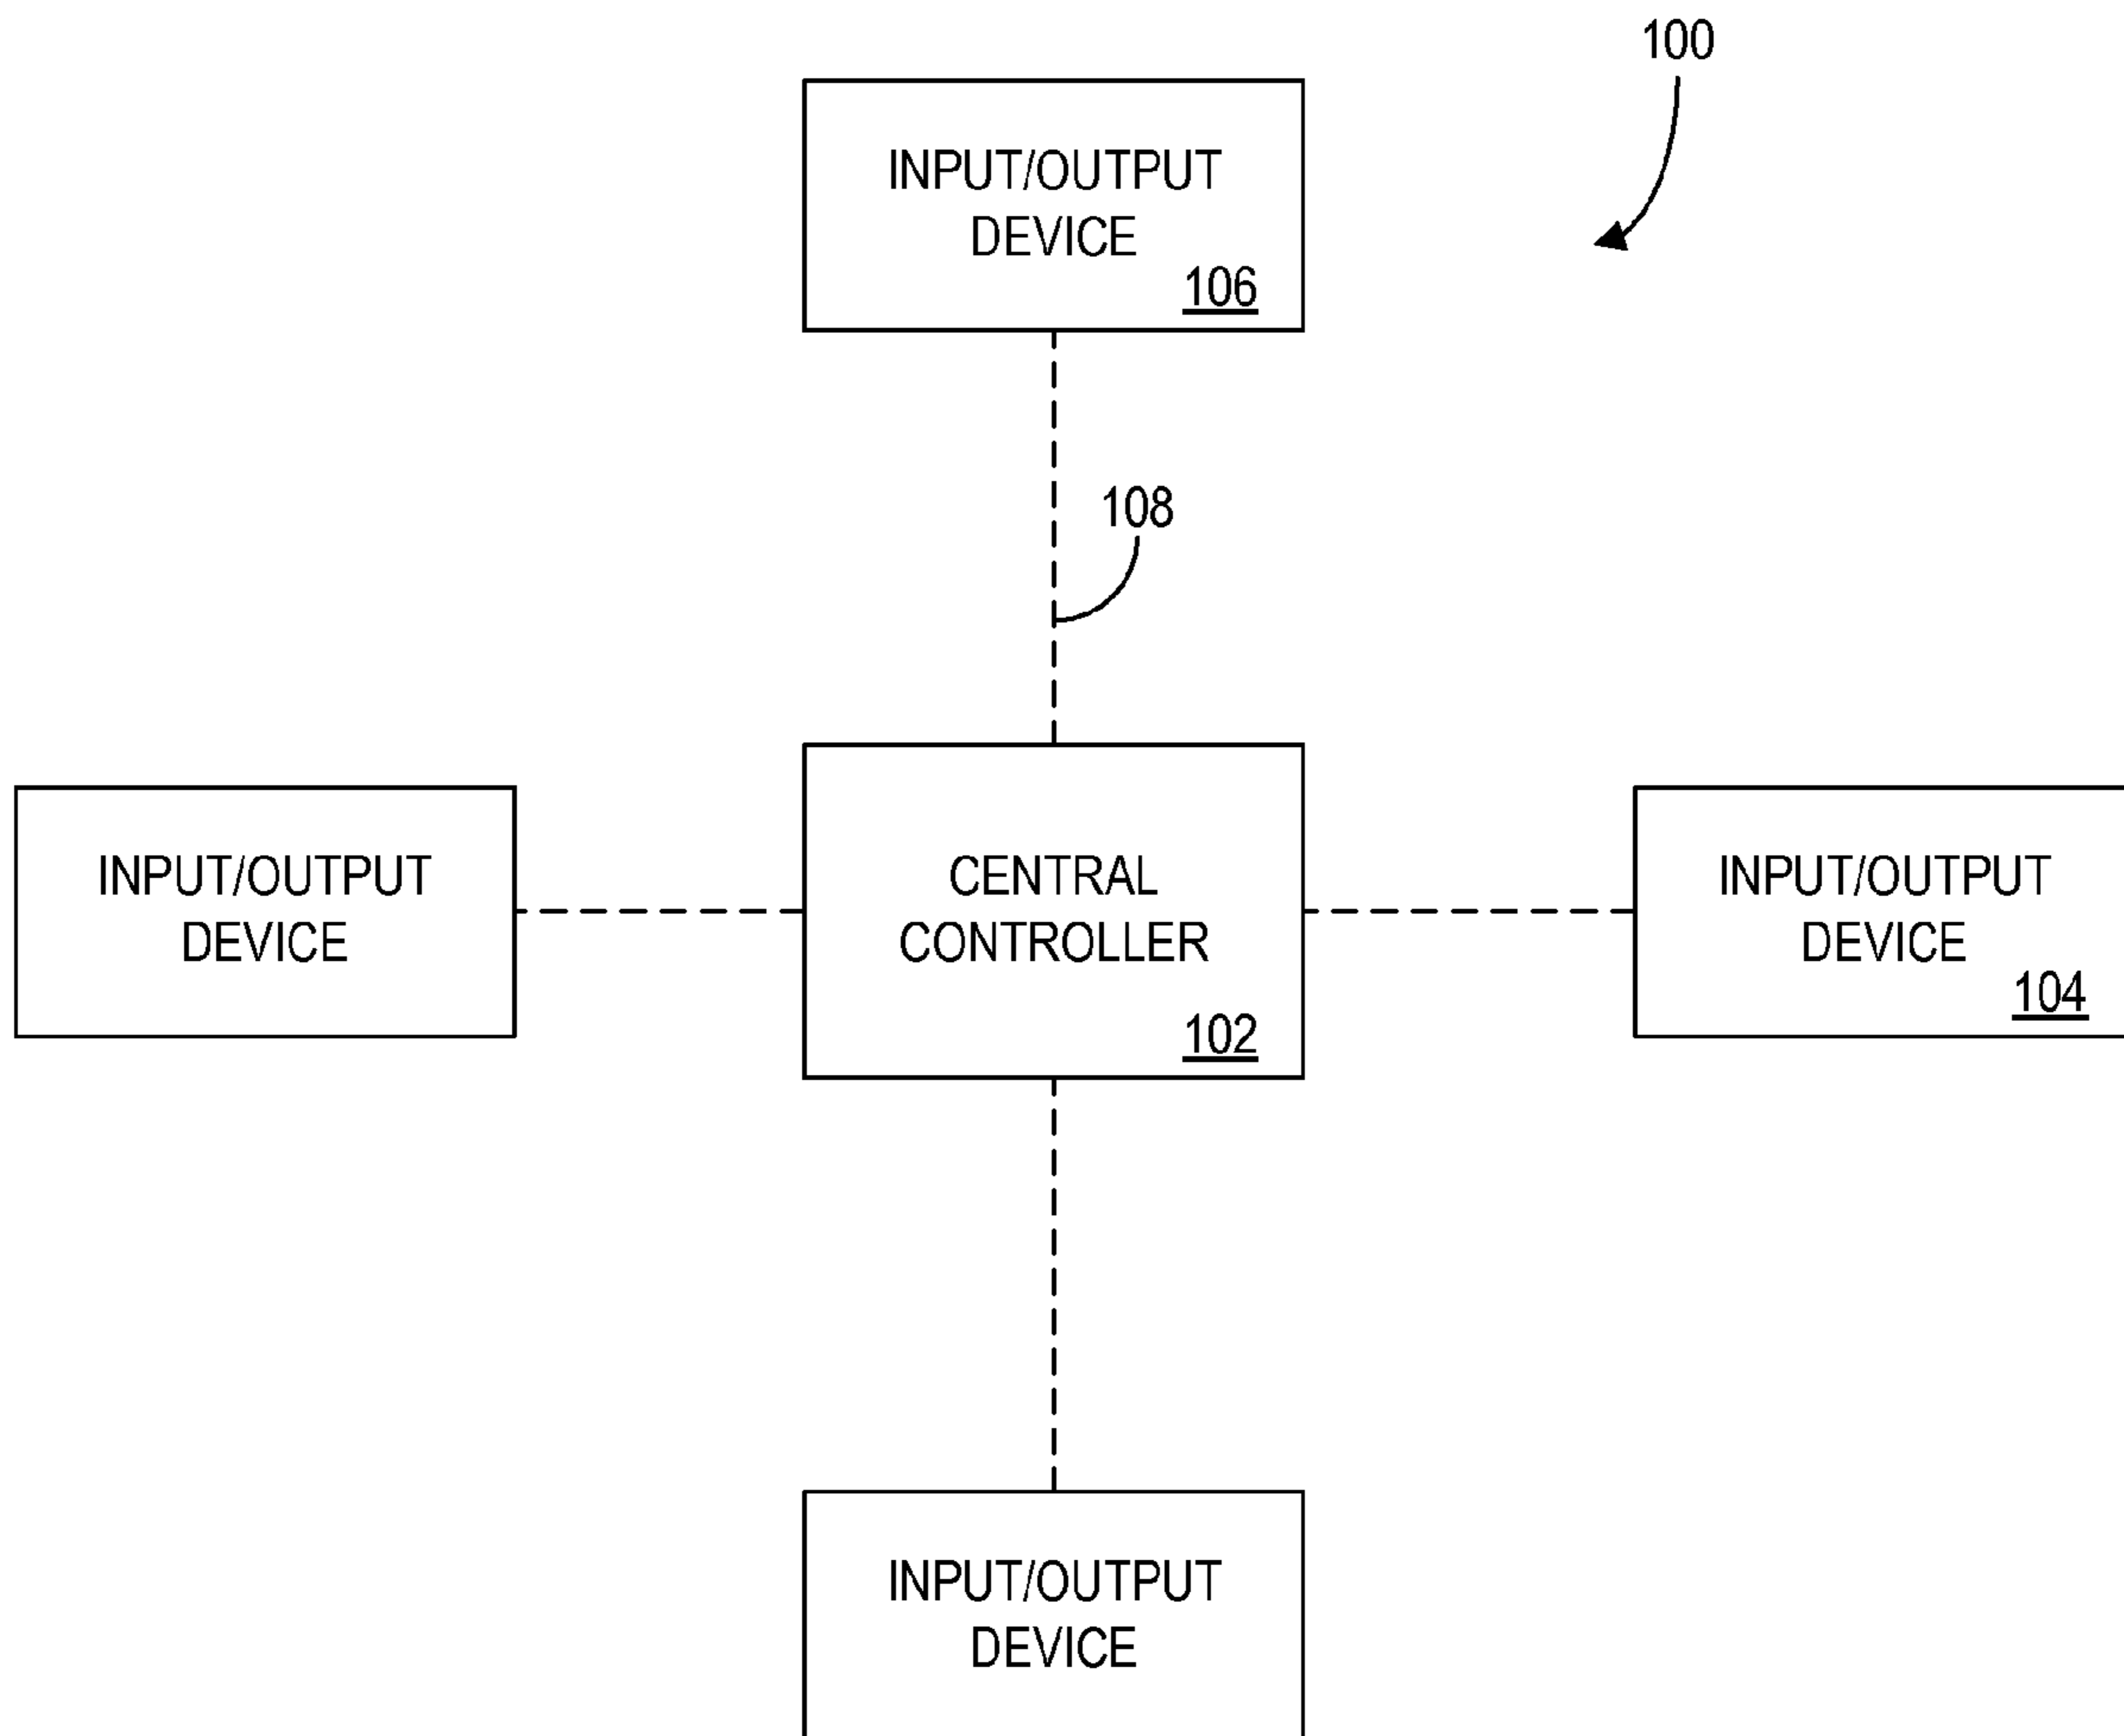 100
INPUT/OUTPUT
DEVICE
106
108
INPUT/OUTPUT
DEVICE
CENTRAL
CONTROLLER
102
INPUT/OUTPUT
DEVICE
104
INPUT/OUTPUT
DEVICE